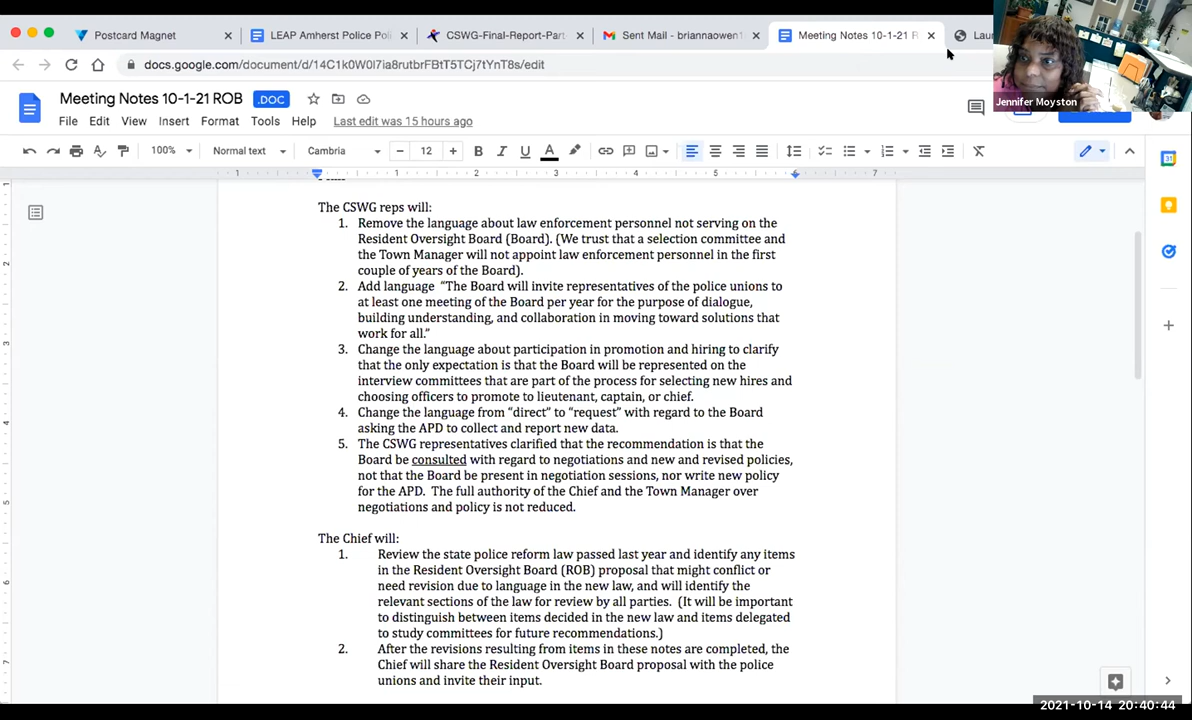 Postcard Magnet
LEAP Amherst Police Poli
CSWG-Final-Report-Part
Sent Mail - briannaowen1
Meeting Notes 10-1-21 R
Lau
docs.google.com/document/d/14C1k0W0I7ia8rutbrFBtT5TCj7tYnT8s/edit
Jennifer Moyston
Meeting Notes 10-1-21 ROB
.DOC
File Edit View Insert Format Tools Help Last edit was 15 hours ago
100% Normal text Cambria 12
1 1 2 3 4 5 6 7
The CSWG reps will:
1. Remove the language about law enforcement personnel not serving on the
Resident Oversight Board (Board). (We trust that a selection committee and
the Town Manager will not appoint law enforcement personnel in the first
couple of years of the Board).
2. Add language “The Board will invite representatives of the police unions to
at least one meeting of the Board per year for the purpose of dialogue,
building understanding, and collaboration in moving toward solutions that
work for all.”
3. Change the language about participation in promotion and hiring to clarify
that the only expectation is that the Board will be represented on the
interview committees that are part of the process for selecting new hires and
choosing officers to promote to lieutenant, captain, or chief.
4. Change the language from “direct” to “request” with regard to the Board
asking the APD to collect and report new data.
5. The CSWG representatives clarified that the recommendation is that the
Board be consulted with regard to negotiations and new and revised policies,
not that the Board be present in negotiation sessions, nor write new policy
for the APD. The full authority of the Chief and the Town Manager over
negotiations and policy is not reduced.
The Chief will:
1. Review the state police reform law passed last year and identify any items
in the Resident Oversight Board (ROB) proposal that might conflict or
need revision due to language in the new law, and will identify the
relevant sections of the law for review by all parties. (It will be important
to distinguish between items decided in the new law and items delegated
to study committees for future recommendations.)
2. After the revisions resulting from items in these notes are completed, the
Chief will share the Resident Oversight Board proposal with the police
unions and invite their input.
2021-10-14 20:40:44